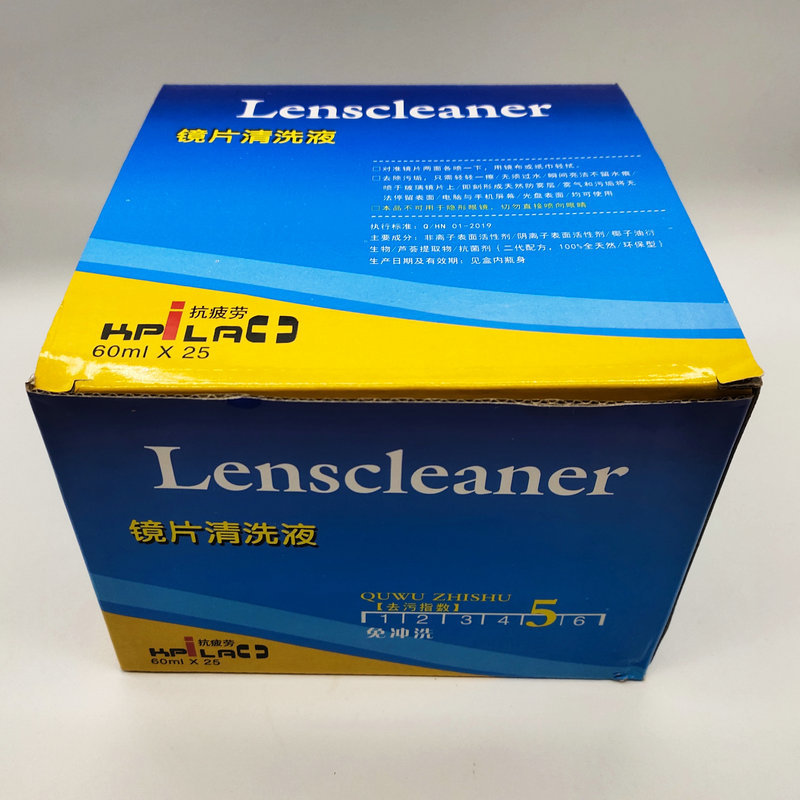 Lenscleaner
镜片清洗液
□对准镜片两面各喷一下，用镜布或纸巾轻拭。
□去除污垢，只需轻轻一擦/无须过水/瞬间亮洁不留水痕/
喷于玻璃镜片上/即刻形成天然防雾层/雾气和污垢将无
法停留表面/电脑与手机屏幕/光盘表面/均可使用
□本品不可用于隐形眼镜，切勿直接喷向眼睛
执行标准：Q/HN 01-2019
主要成分：非离子表面活性剂/阴离子表面活性剂/椰子油衍
生物/芦荟提取物/抗菌剂（二代配方，100%全天然/环保型）
生产日期及有效期：见盒内瓶身
抗疲劳
KPiLA
60ml X 25
Lenscleaner
镜片清洗液
QUWU ZHISHU
【去污指数】
1 2 3 4 5 6
免冲洗
抗疲劳
KPiLA
60ml X 25